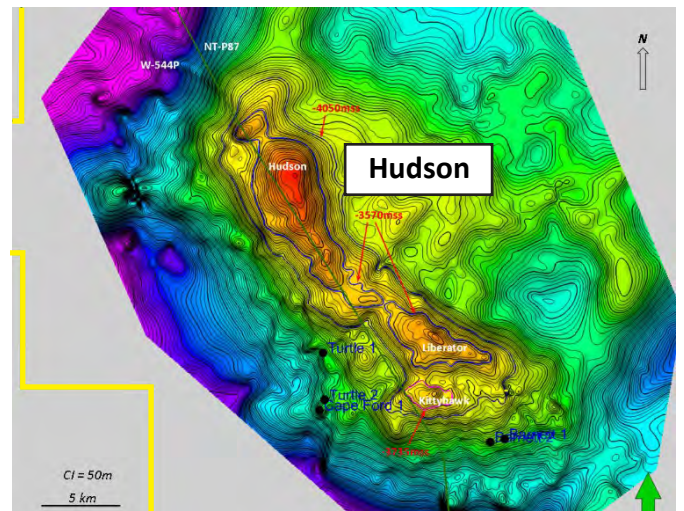 NT-P87
N
W-544P
-4050mss
Hudson
Hudson
-3570mss
Turtle 1
Liberator
Turtle 2
Cape Ford 1
Kittyhawk
CI = 50m
5 km